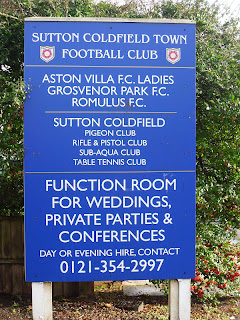 SUTTON COLDFIELD TOWN
FOOTBALL CLUB
ASTON VILLA F.C. LADIES
GROSVENOR PARK F.C.
ROMULUS F.C.
SUTTON COLDFIELD
PIGEON CLUB
RIFLE & PISTOL CLUB
SUB-AQUA CLUB
TABLE TENNIS CLUB
FUNCTION ROOM
FOR WEDDINGS,
PRIVATE PARTIES &
CONFERENCES
DAY OR EVENING HIRE, CONTACT
0121-354-2997